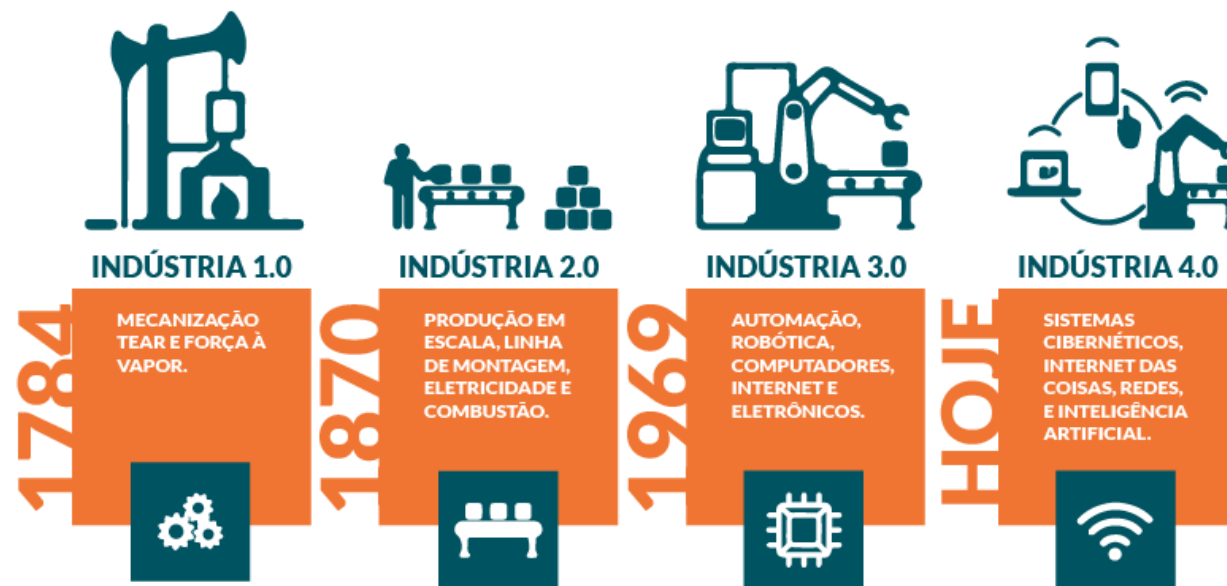 INDÚSTRIA 1.0
1784
MECANIZAÇÃO
TEAR E FORÇA À
VAPOR.
INDÚSTRIA 2.0
1870
PRODUÇÃO EM
ESCALA, LINHA
DE MONTAGEM,
ELETRICIDADE E
COMBUSTÃO.
INDÚSTRIA 3.0
1969
AUTOMAÇÃO,
ROBÓTICA,
COMPUTADORES,
INTERNET E
ELETRÔNICOS.
INDÚSTRIA 4.0
HOJE
SISTEMAS
CIBERNÉTICOS,
INTERNET DAS
COISAS, REDES,
E INTELIGÊNCIA
ARTIFICIAL.